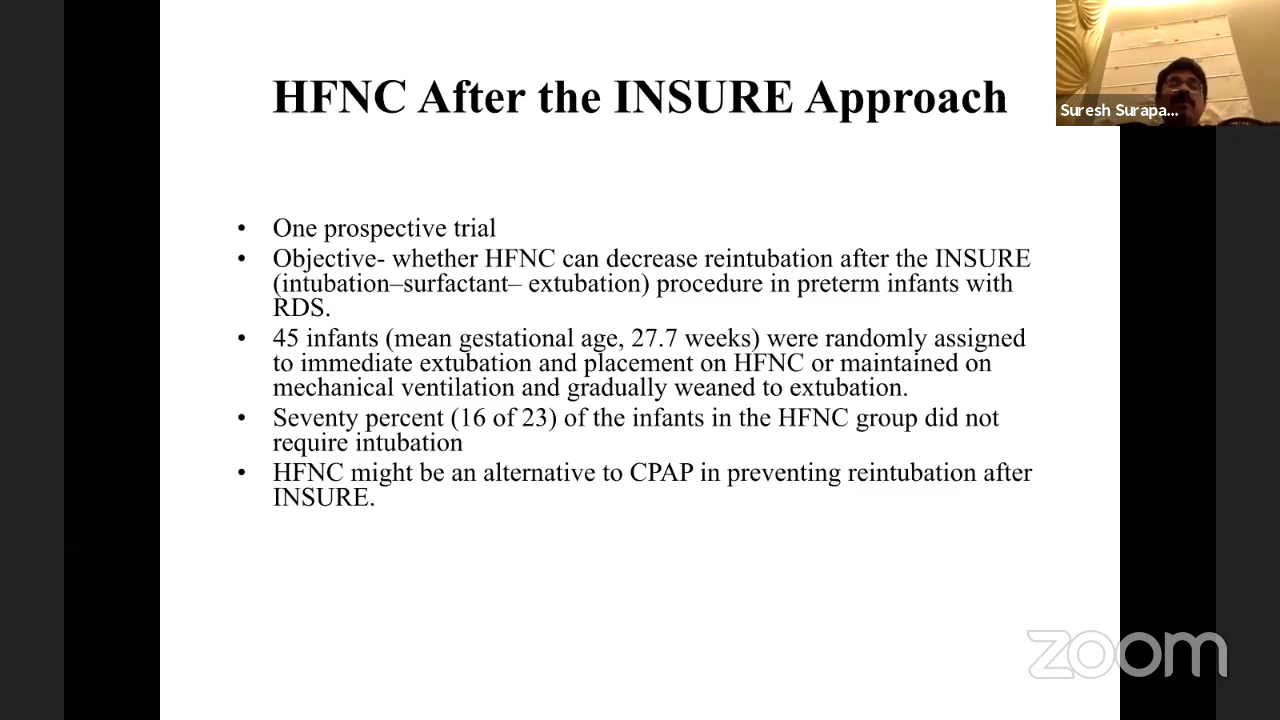 HFNC After the INSURE Approach
Suresh Surapa...
• One prospective trial
• Objective- whether HFNC can decrease reintubation after the INSURE
(intubation–surfactant– extubation) procedure in preterm infants with
RDS.
• 45 infants (mean gestational age, 27.7 weeks) were randomly assigned
to immediate extubation and placement on HFNC or maintained on
mechanical ventilation and gradually weaned to extubation.
• Seventy percent (16 of 23) of the infants in the HFNC group did not
require intubation
• HFNC might be an alternative to CPAP in preventing reintubation after
INSURE.
zoom